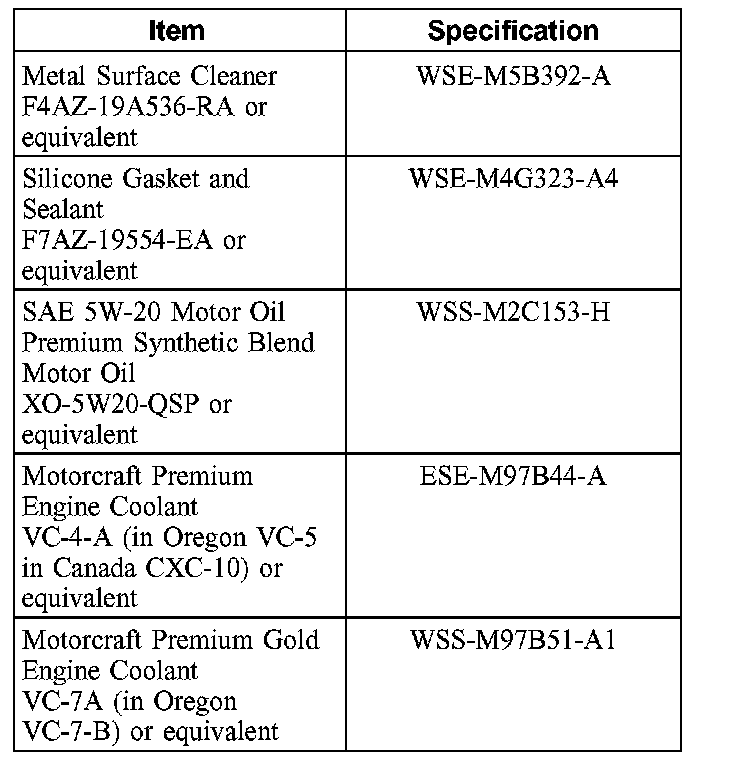 Item
Specification
Metal Surface Cleaner
F4AZ-19A536-RA or
equivalent
WSE-M5B392-A
Silicone Gasket and
Sealant
F7AZ-19554-EA or
equivalent
WSE-M4G323-A4
SAE 5W-20 Motor Oil
Premium Synthetic Blend
Motor Oil
XO-5W20-QSP or
equivalent
WSS-M2C153-H
Motorcraft Premium
Engine Coolant
VC-4-A (in Oregon VC-5
in Canada CXC-10) or
equivalent
ESE-M97B44-A
Motorcraft Premium Gold
Engine Coolant
VC-7A (in Oregon
VC-7-B) or equivalent
WSS-M97B51-A1